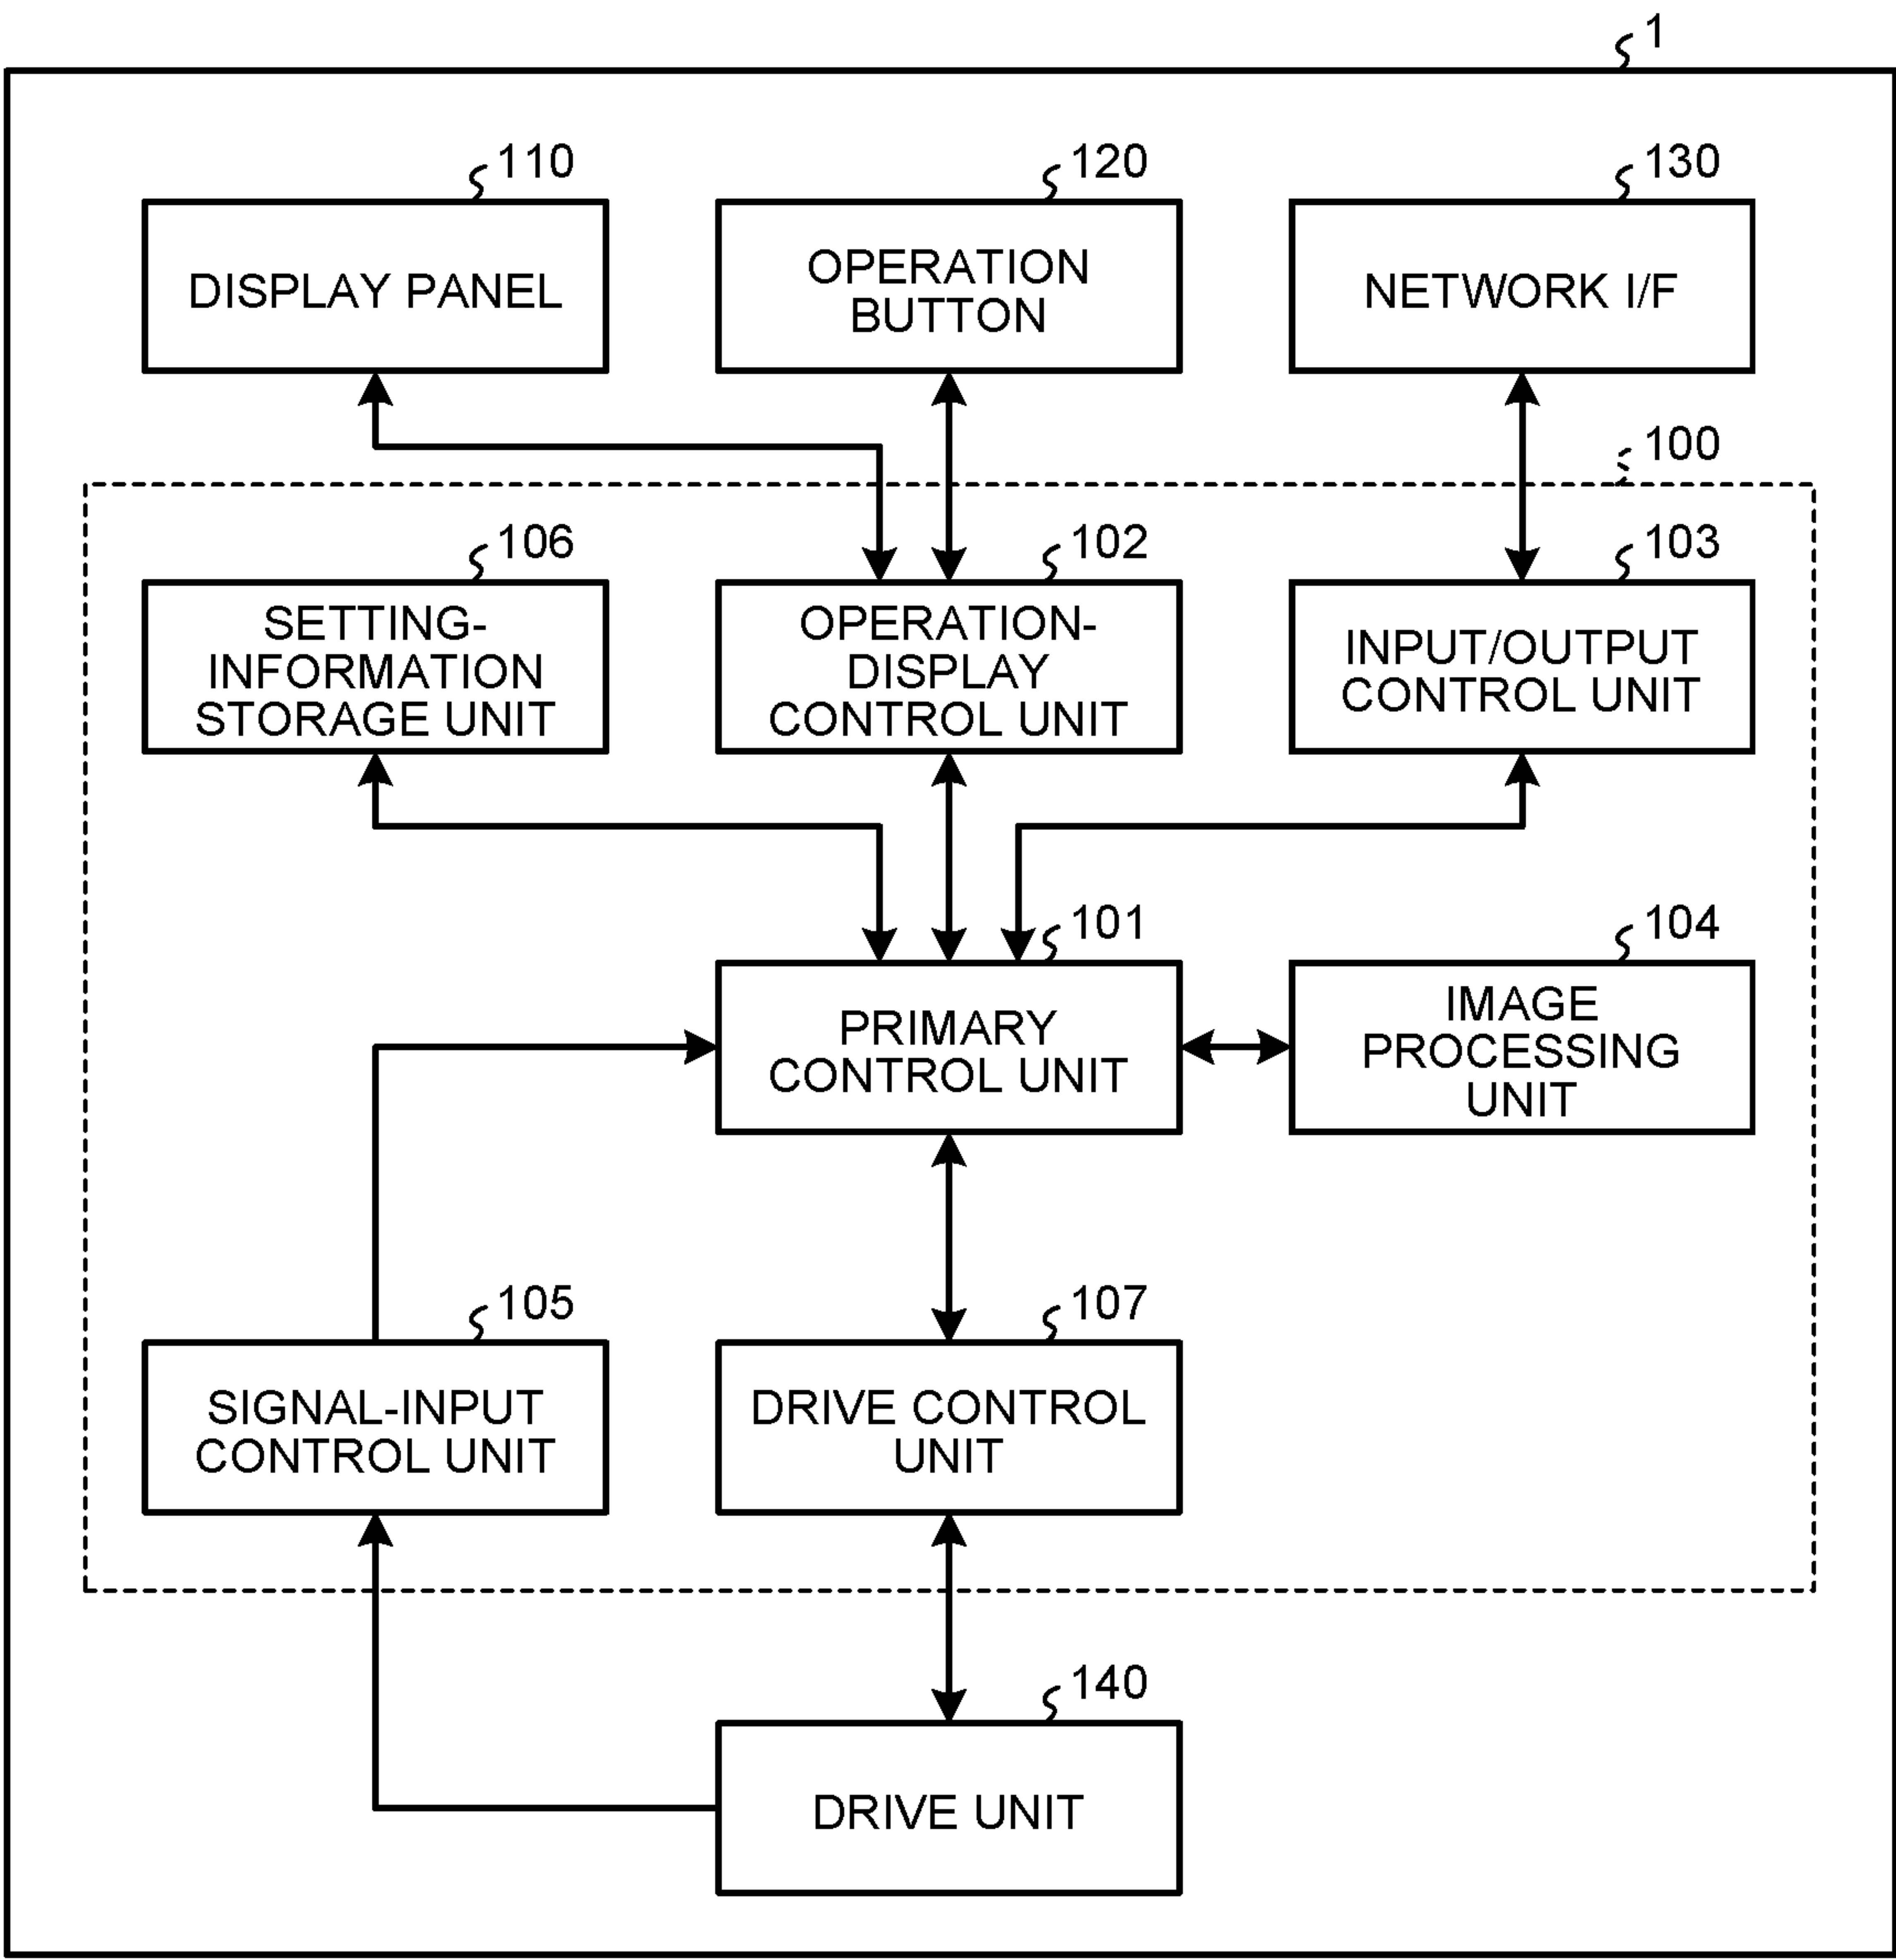 1
110
120
130
DISPLAY PANEL
OPERATION
BUTTON
NETWORK I/F
100
106
102
103
SETTING-
INFORMATION
STORAGE UNIT
OPERATION-
DISPLAY
CONTROL UNIT
INPUT/OUTPUT
CONTROL UNIT
101
104
PRIMARY
CONTROL UNIT
IMAGE
PROCESSING
UNIT
105
107
SIGNAL-INPUT
CONTROL UNIT
DRIVE CONTROL
UNIT
140
DRIVE UNIT